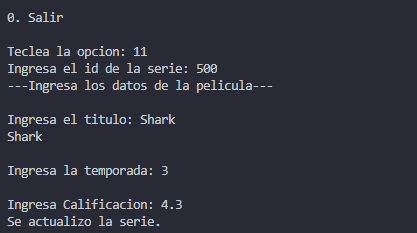 0. Salir
Teclea la opcion: 11
Ingresa el id de la serie: 500
---Ingresa los datos de la pelicula---
Ingresa el titulo: Shark
Shark
Ingresa la temporada: 3
Ingresa Calificacion: 4.3
Se actualizo la serie.